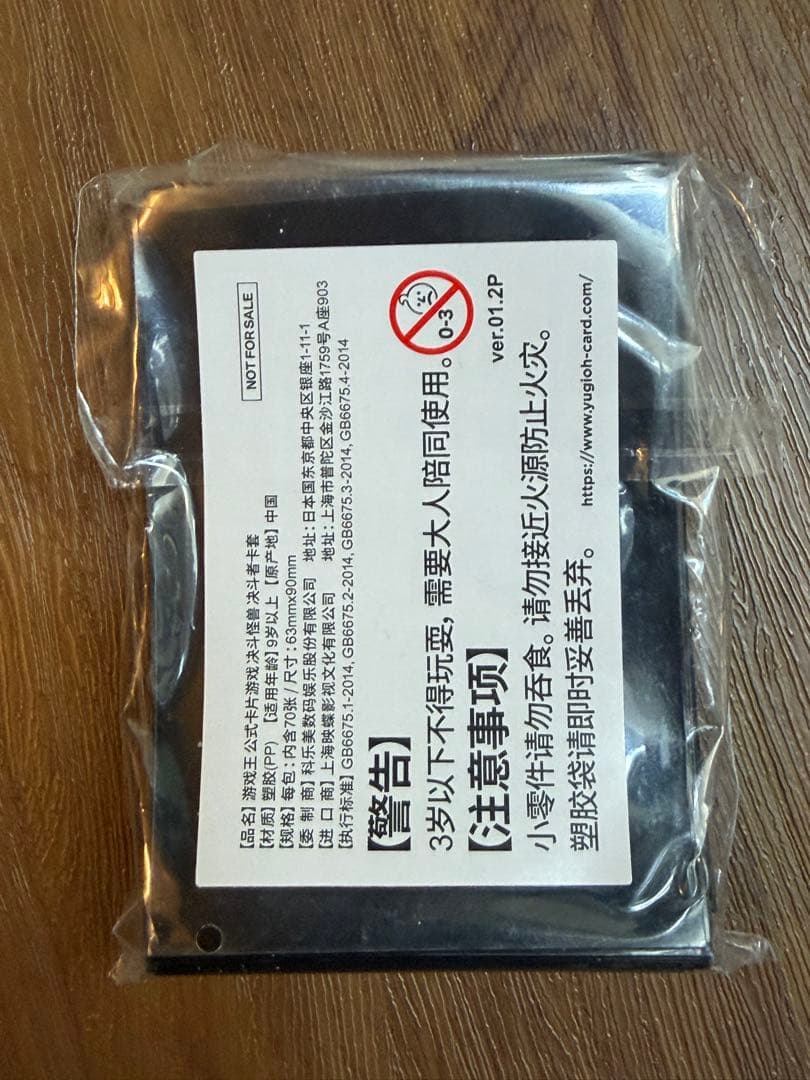 NOT FOR SALE
【品名】游戏王公式卡片游戏 决斗怪兽 决斗者卡套
【材质】塑胶(PP) 【适用年龄】9岁以上 【原产地】中国
【规格】每包：内含70张 / 尺寸：63mmx90mm
【委 制 商】科乐美数码娱乐股份有限公司 地址：日本国东京都中央区银座1-11-1
【进 口 商】上海映蝶影视文化有限公司 地址：上海市普陀区金沙江路1759号A座903
【执行标准】GB6675.1-2014, GB6675.2-2014, GB6675.3-2014, GB6675.4-2014
【警告】
3岁以下不得玩耍，需要大人陪同使用。
0-3
【注意事项】
ver.01.2P
小零件请勿吞食。请勿接近火源防止火灾。
塑胶袋请即时妥善丢弃。
https://www.yugioh-card.com/